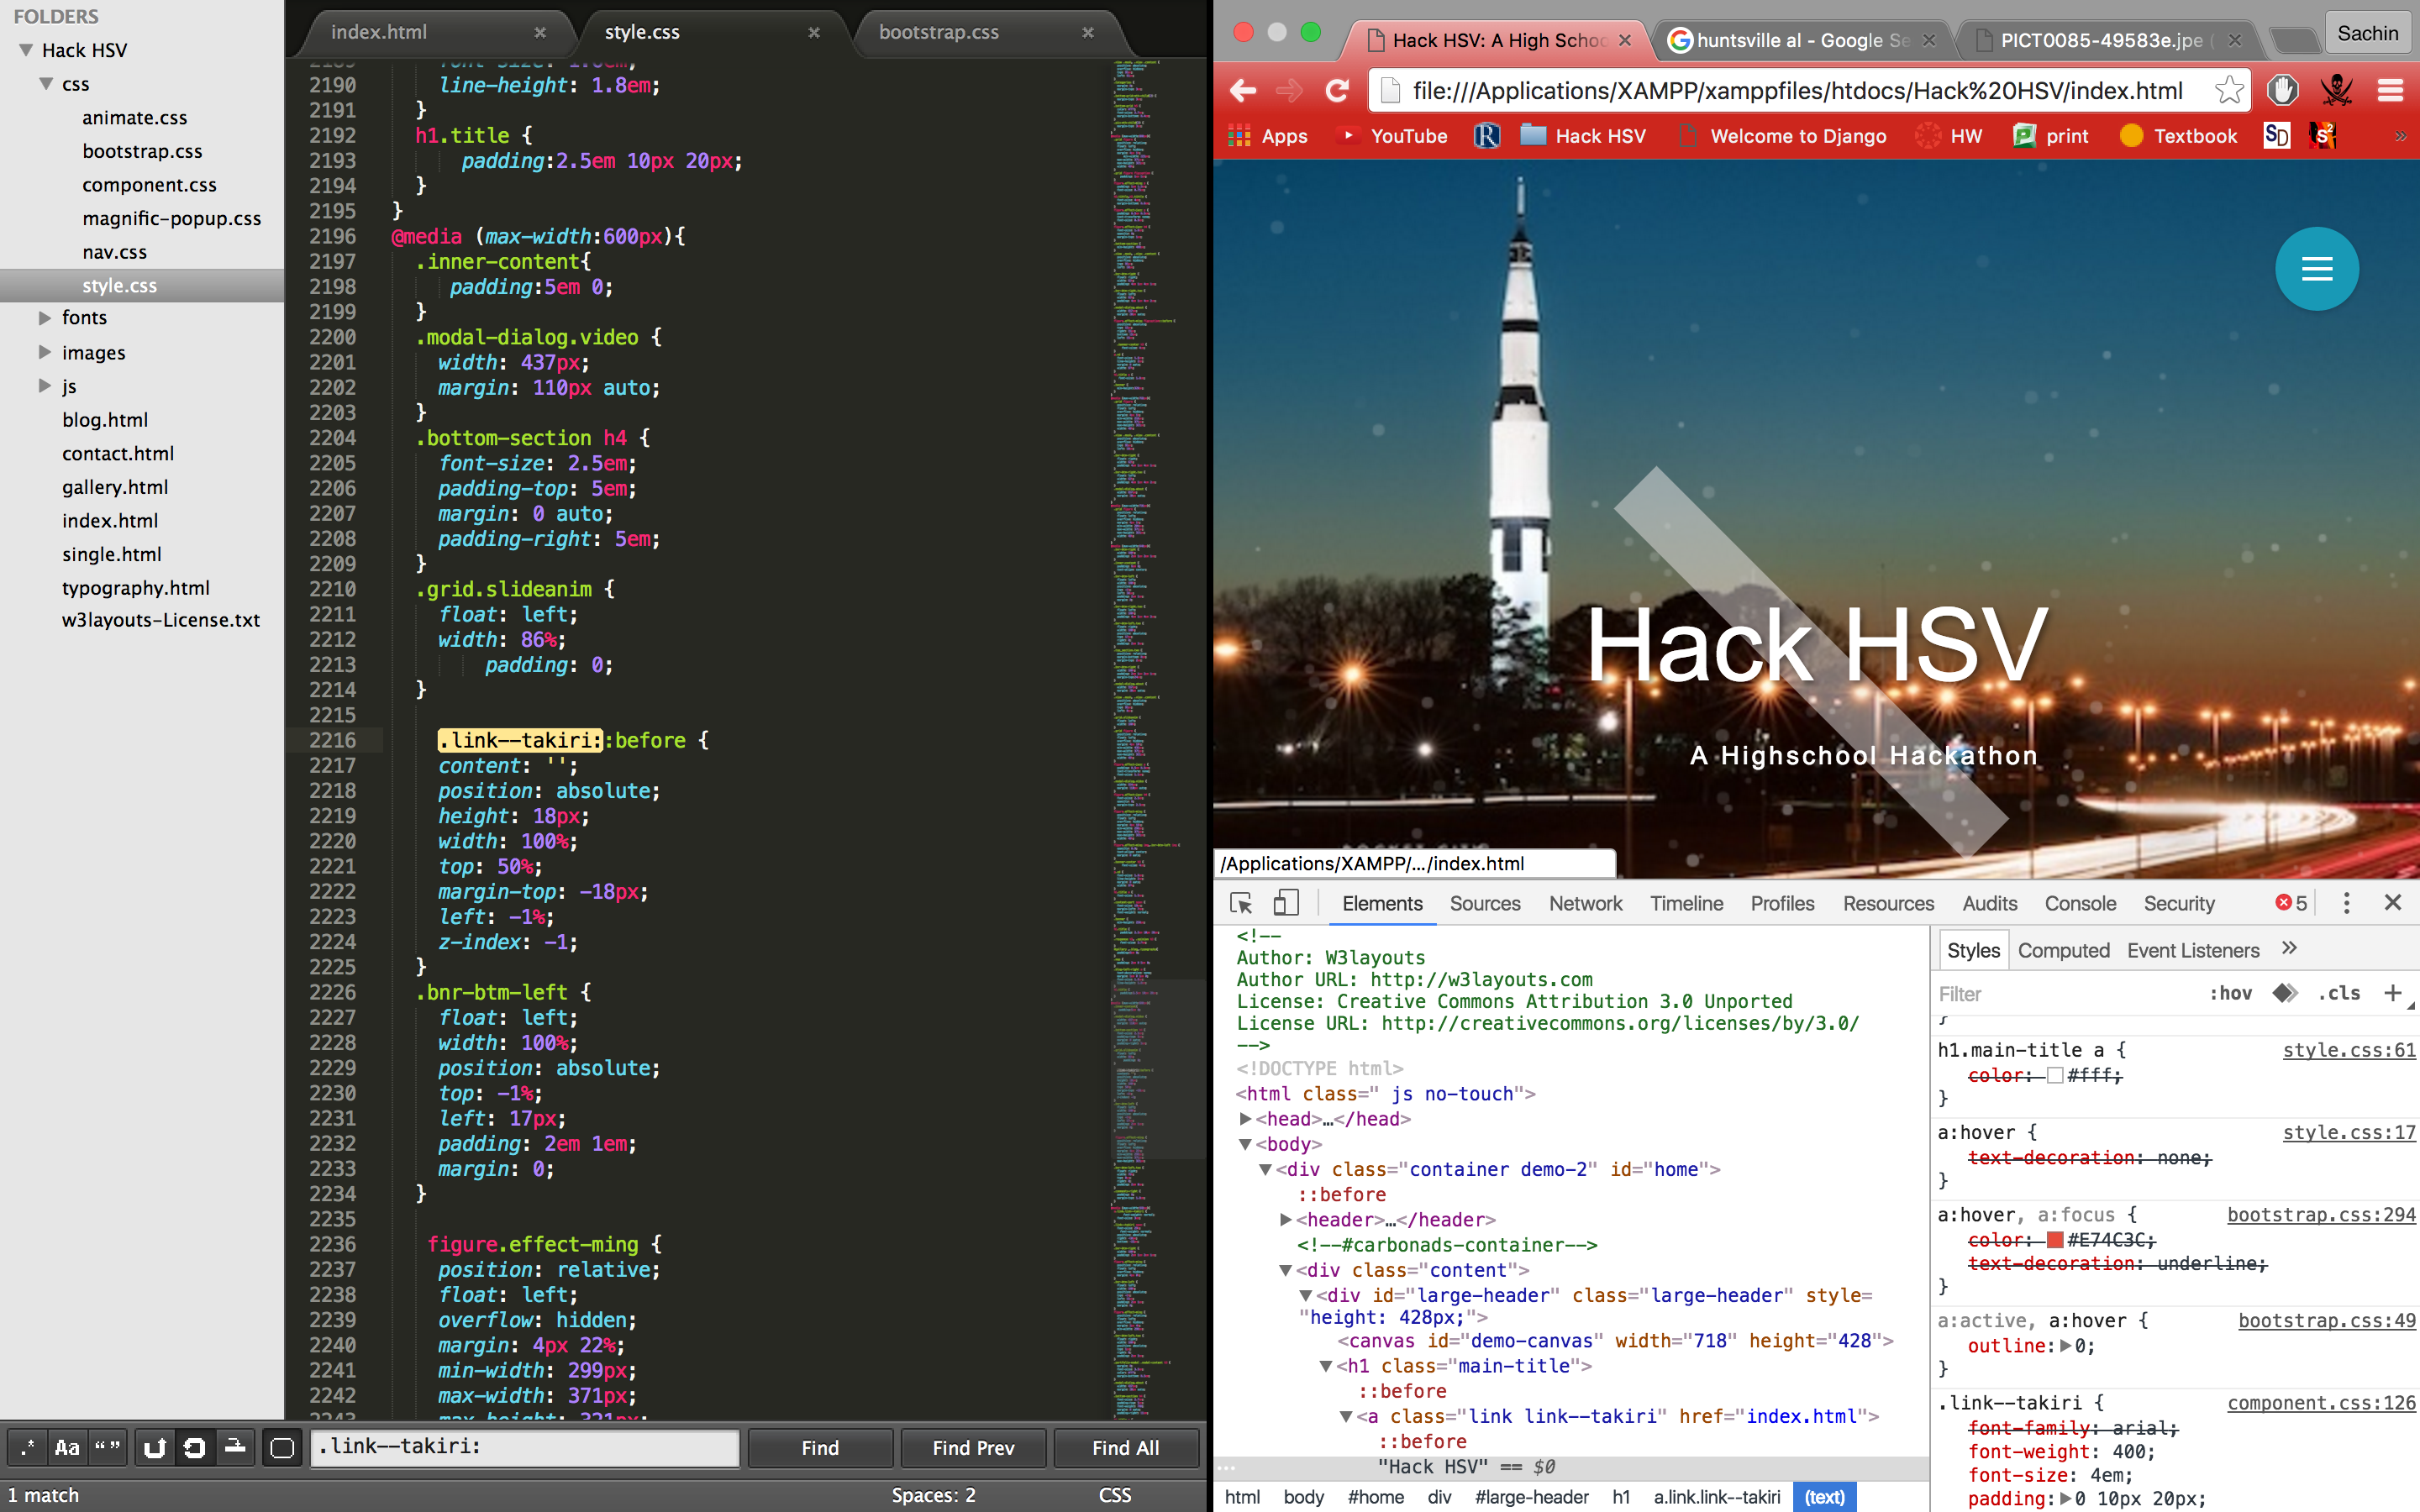 FOLDERS
Hack HSV
css
animate.css
bootstrap.css
component.css
magnific-popup.css
nav.css
style.css
fonts
images
js
blog.html
contact.html
gallery.html
index.html
single.html
typography.html
w3layouts-License.txt
index.html × style.css × bootstrap.css ×
2190 line-height: 1.8em;
2191 }
2192 h1.title {
2193 padding:2.5em 10px 20px;
2194 }
2195 }
2196 @media (max-width:600px){
2197 .inner-content{
2198 padding:5em 0;
2199 }
2200 .modal-dialog.video {
2201 width: 437px;
2202 margin: 110px auto;
2203 }
2204 .bottom-section h4 {
2205 font-size: 2.5em;
2206 padding-top: 5em;
2207 margin: 0 auto;
2208 padding-right: 5em;
2209 }
2210 .grid.slideanim {
2211 float: left;
2212 width: 86%;
2213 padding: 0;
2214 }
2215
2216 .link--takiri::before {
2217 content: '';
2218 position: absolute;
2219 height: 18px;
2220 width: 100%;
2221 top: 50%;
2222 margin-top: -18px;
2223 left: -1%;
2224 z-index: -1;
2225 }
2226 .bnr-btm-left {
2227 float: left;
2228 width: 100%;
2229 position: absolute;
2230 top: -1%;
2231 left: 17px;
2232 padding: 2em 1em;
2233 margin: 0;
2234 }
2235
2236 figure.effect-ming {
2237 position: relative;
2238 float: left;
2239 overflow: hidden;
2240 margin: 4px 22%;
2241 min-width: 299px;
2242 max-width: 371px;
2243 max-height: 321px;
.* Aa “” .link--takiri: Find Find Prev Find All
1 match Spaces: 2 CSS
Hack HSV: A High Schoo × huntsville al - Google Se × PICT0085-49583e.jpe ( × Sachin
file:///Applications/XAMPP/xamppfiles/htdocs/Hack%20HSV/index.html
Apps YouTube R Hack HSV Welcome to Django HW print Textbook SD S² »
Hack HSV
A Highschool Hackathon
/Applications/XAMPP/…/index.html
Elements Sources Network Timeline Profiles Resources Audits Console Security 5
<!--
Author: W3layouts
Author URL: http://w3layouts.com
License: Creative Commons Attribution 3.0 Unported
License URL: http://creativecommons.org/licenses/by/3.0/
-->
<!DOCTYPE html>
<html class=" js no-touch">
<head>…</head>
<body>
<div class="container demo-2" id="home">
::before
<header>…</header>
<!--#carbonads-container-->
<div class="content">
<div id="large-header" class="large-header" style=
"height: 428px;">
<canvas id="demo-canvas" width="718" height="428">
<h1 class="main-title">
::before
<a class="link link--takiri" href="index.html">
::before
"Hack HSV" == $0
html body #home div #large-header h1 a.link.link--takiri (text)
Styles Computed Event Listeners »
Filter :hov .cls +
}
h1.main-title a { style.css:61
color: #fff;
}
a:hover { style.css:17
text-decoration: none;
}
a:hover, a:focus { bootstrap.css:294
color: #E74C3C;
text-decoration: underline;
}
a:active, a:hover { bootstrap.css:49
outline: 0;
}
.link--takiri { component.css:126
font-family: arial;
font-weight: 400;
font-size: 4em;
padding: 0 10px 20px;